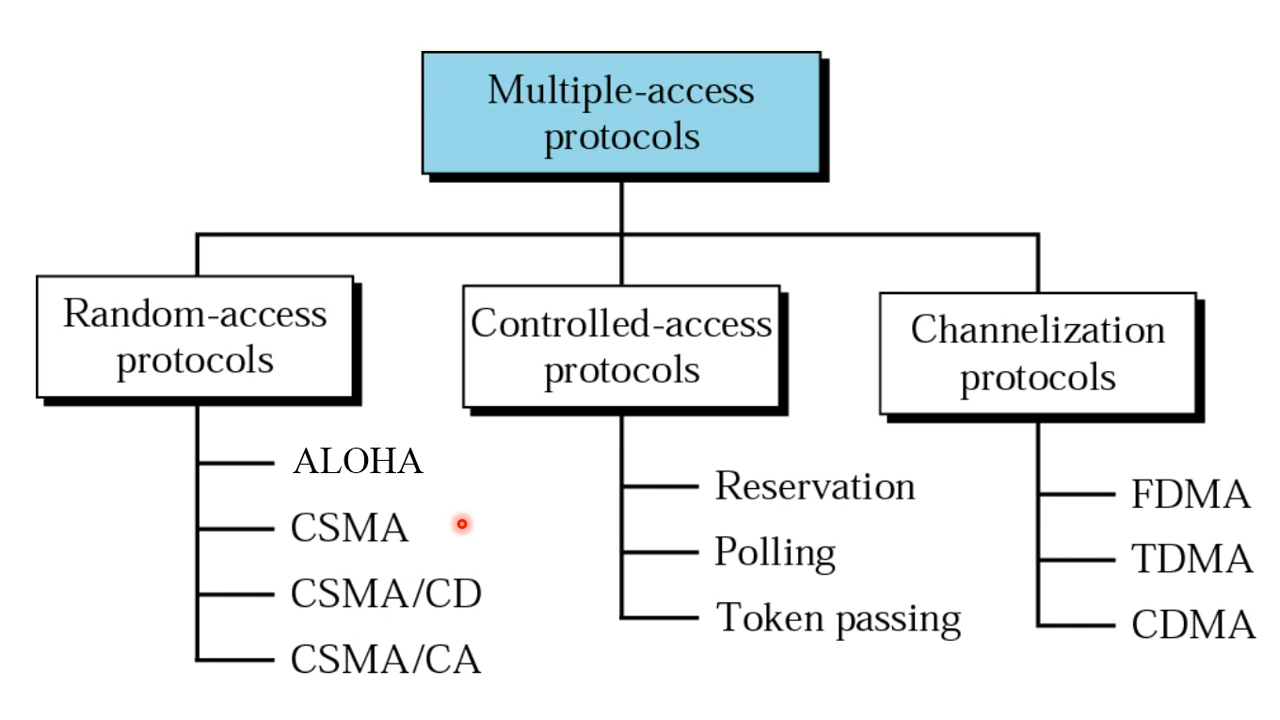 Multiple-access
protocols
Random-access
protocols
Controlled-access
protocols
Channelization
protocols
ALOHA
CSMA
CSMA/CD
CSMA/CA
Reservation
Polling
Token passing
FDMA
TDMA
CDMA